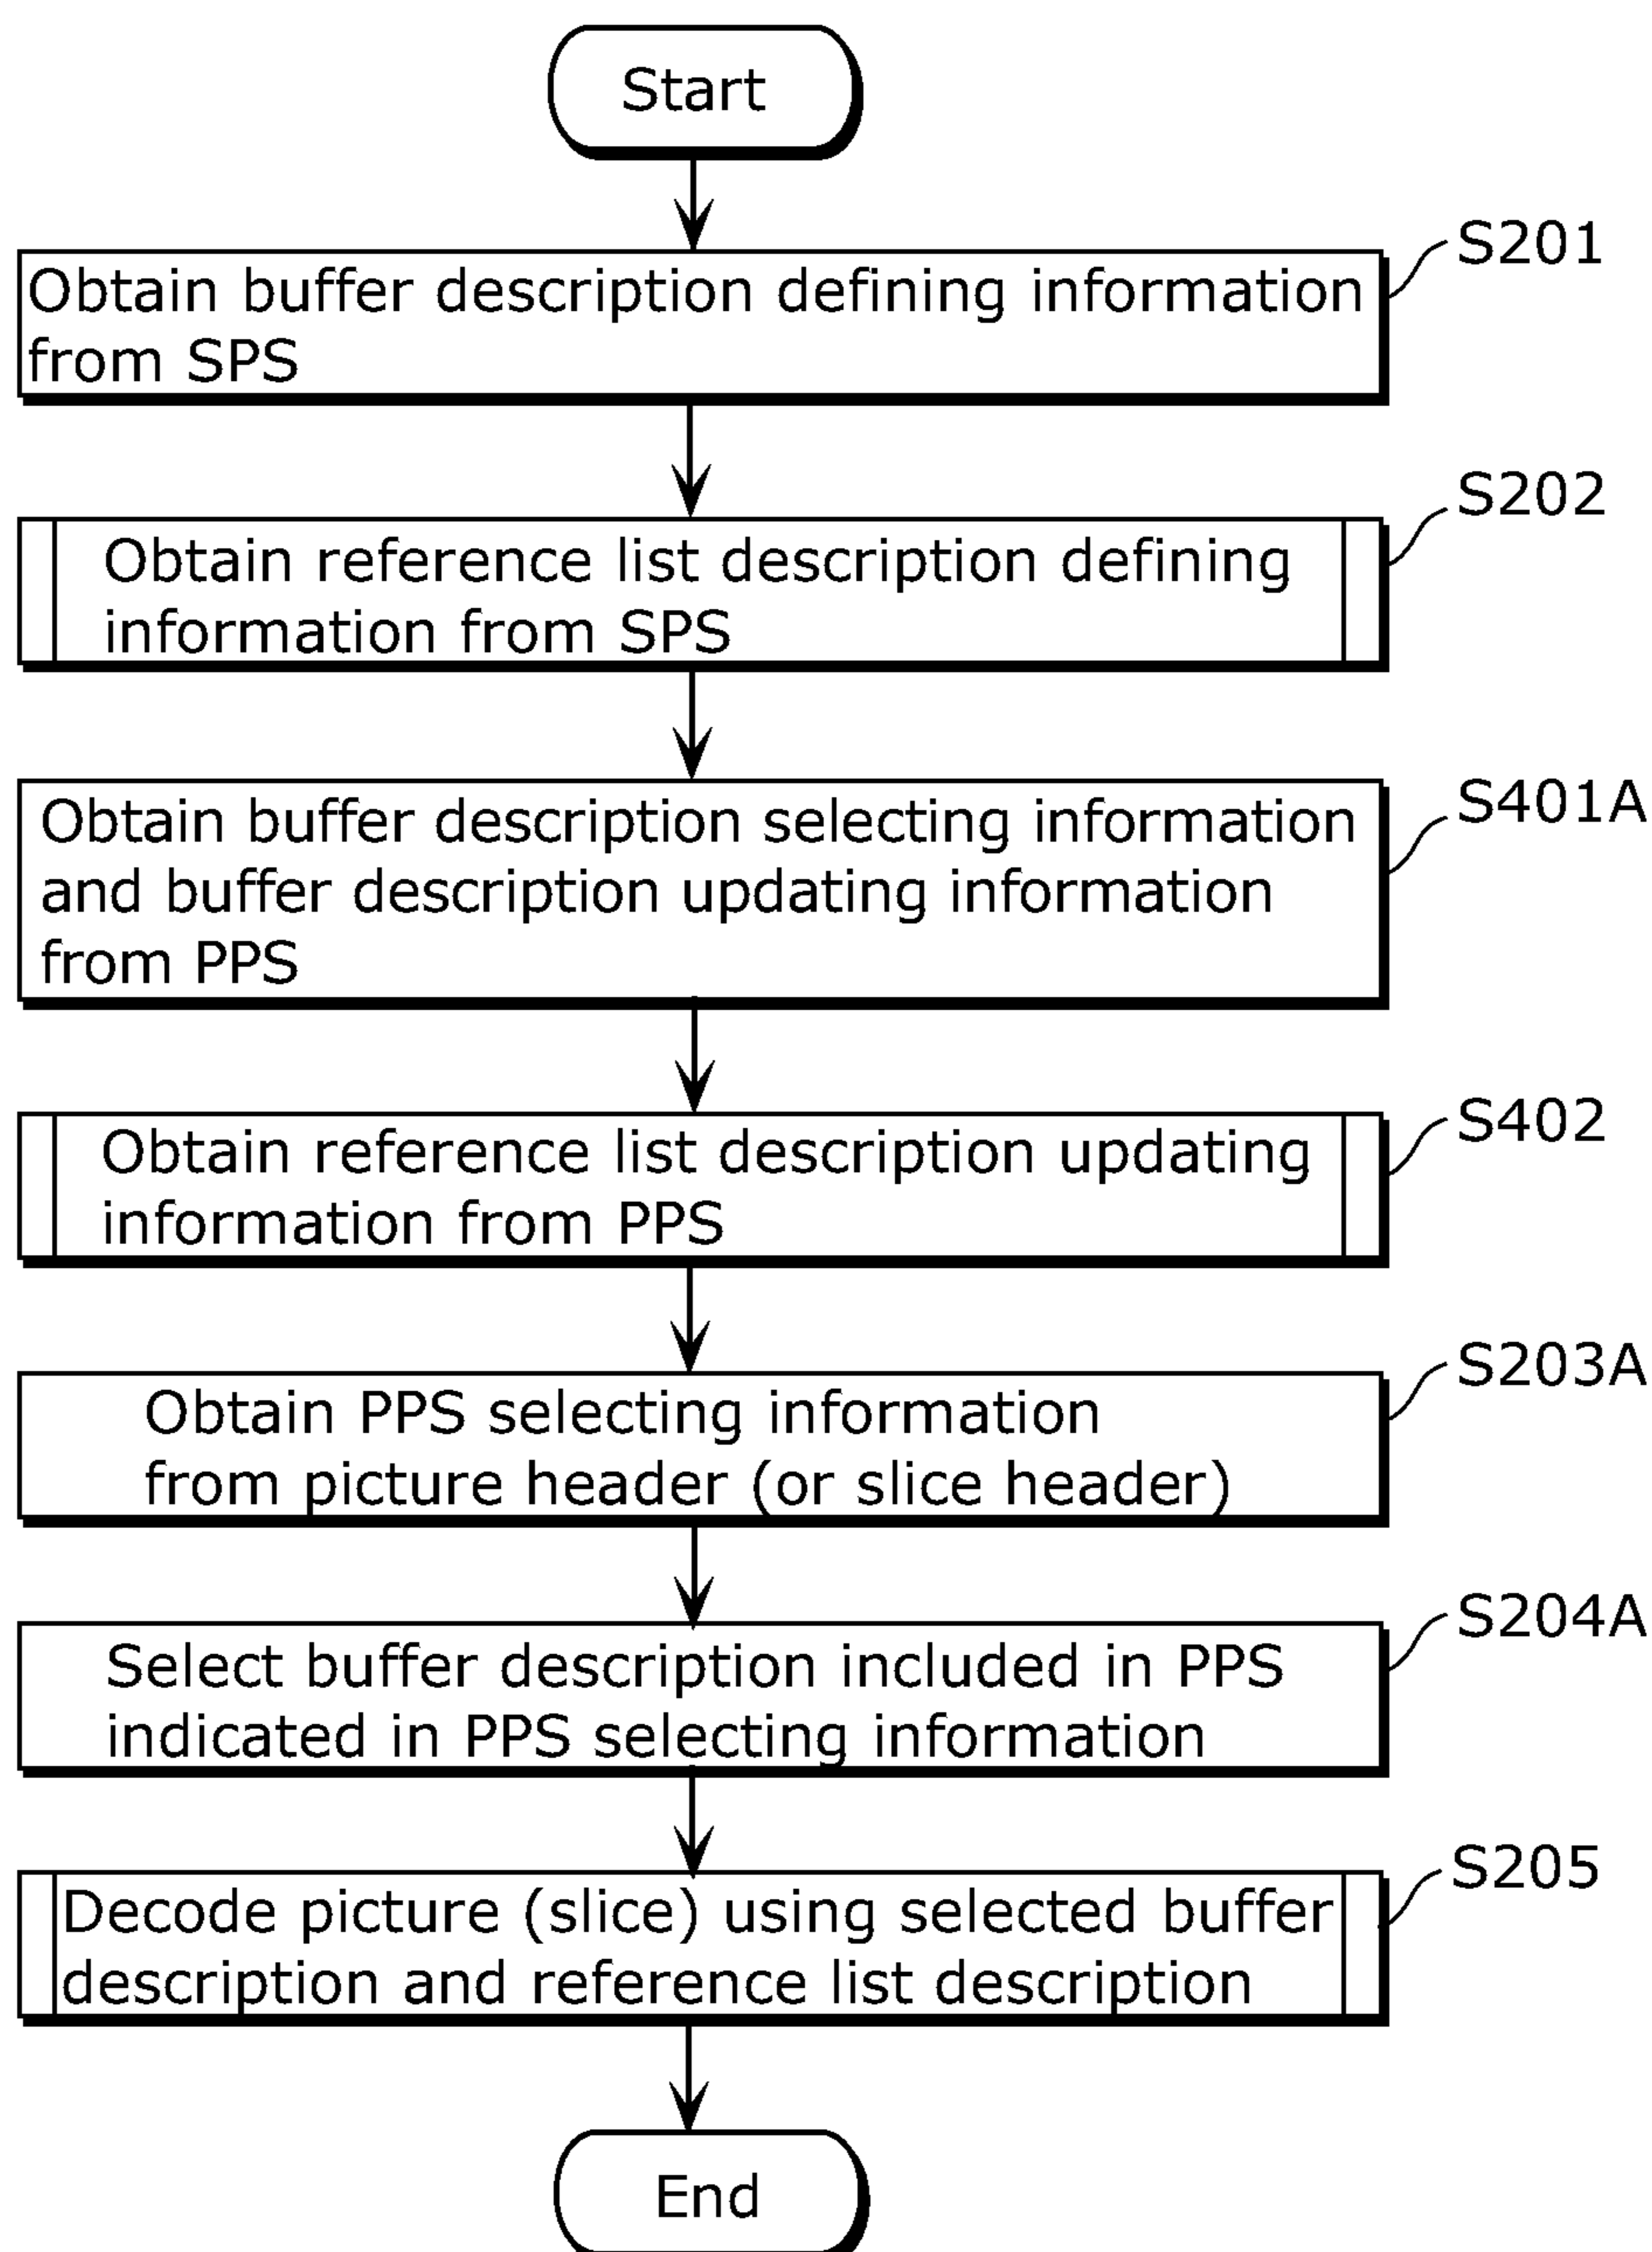 Start
S201
Obtain buffer description defining information
from SPS
S202
Obtain reference list description defining
information from SPS
S401A
Obtain buffer description selecting information
and buffer description updating information
from PPS
S402
Obtain reference list description updating
information from PPS
S203A
Obtain PPS selecting information
from picture header (or slice header)
S204A
Select buffer description included in PPS
indicated in PPS selecting information
S205
Decode picture (slice) using selected buffer
description and reference list description
End